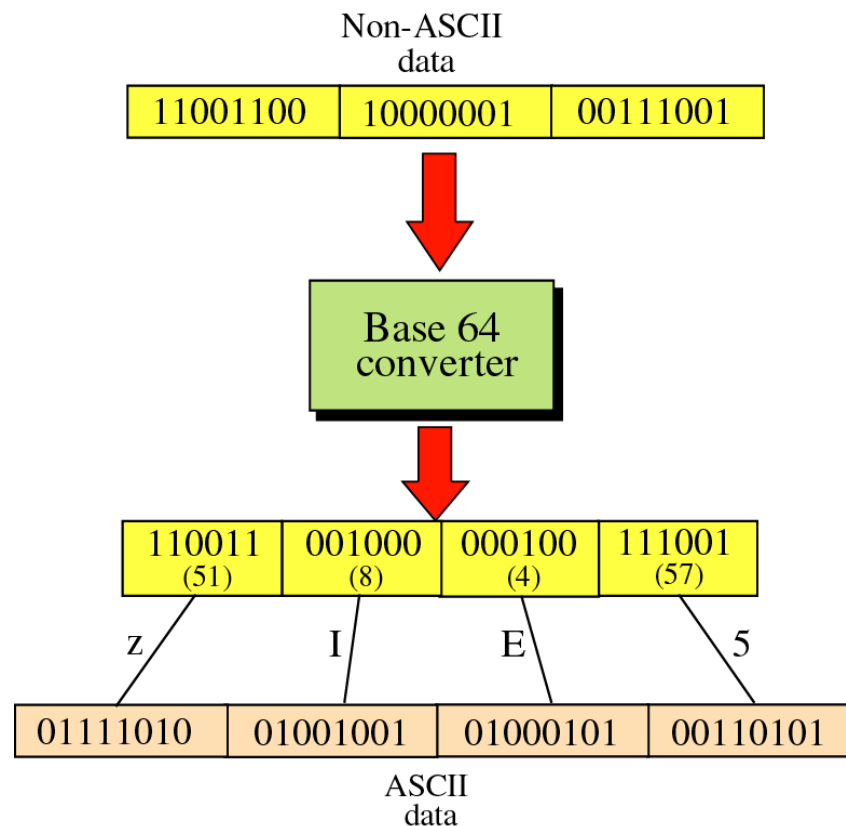 Non-ASCII
data
11001100 10000001 00111001
Base 64
converter
110011 001000 000100 111001
(51) (8) (4) (57)
z I E 5
01111010 01001001 01000101 00110101
ASCII
data